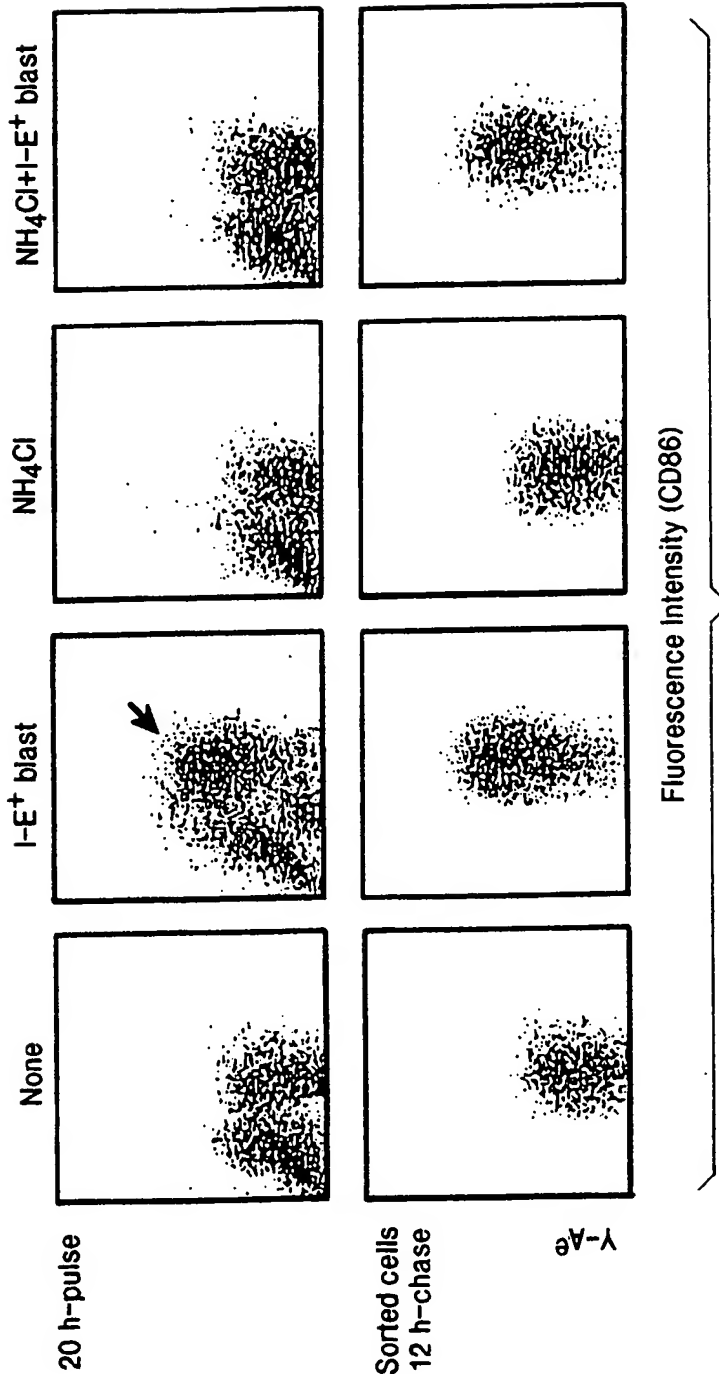 None
I-E⁺ blast
NH₄Cl
NH₄Cl+I-E⁺ blast
20 h-pulse
Sorted cells
12 h-chase
Y-Ae
Fluorescence Intensity (CD86)